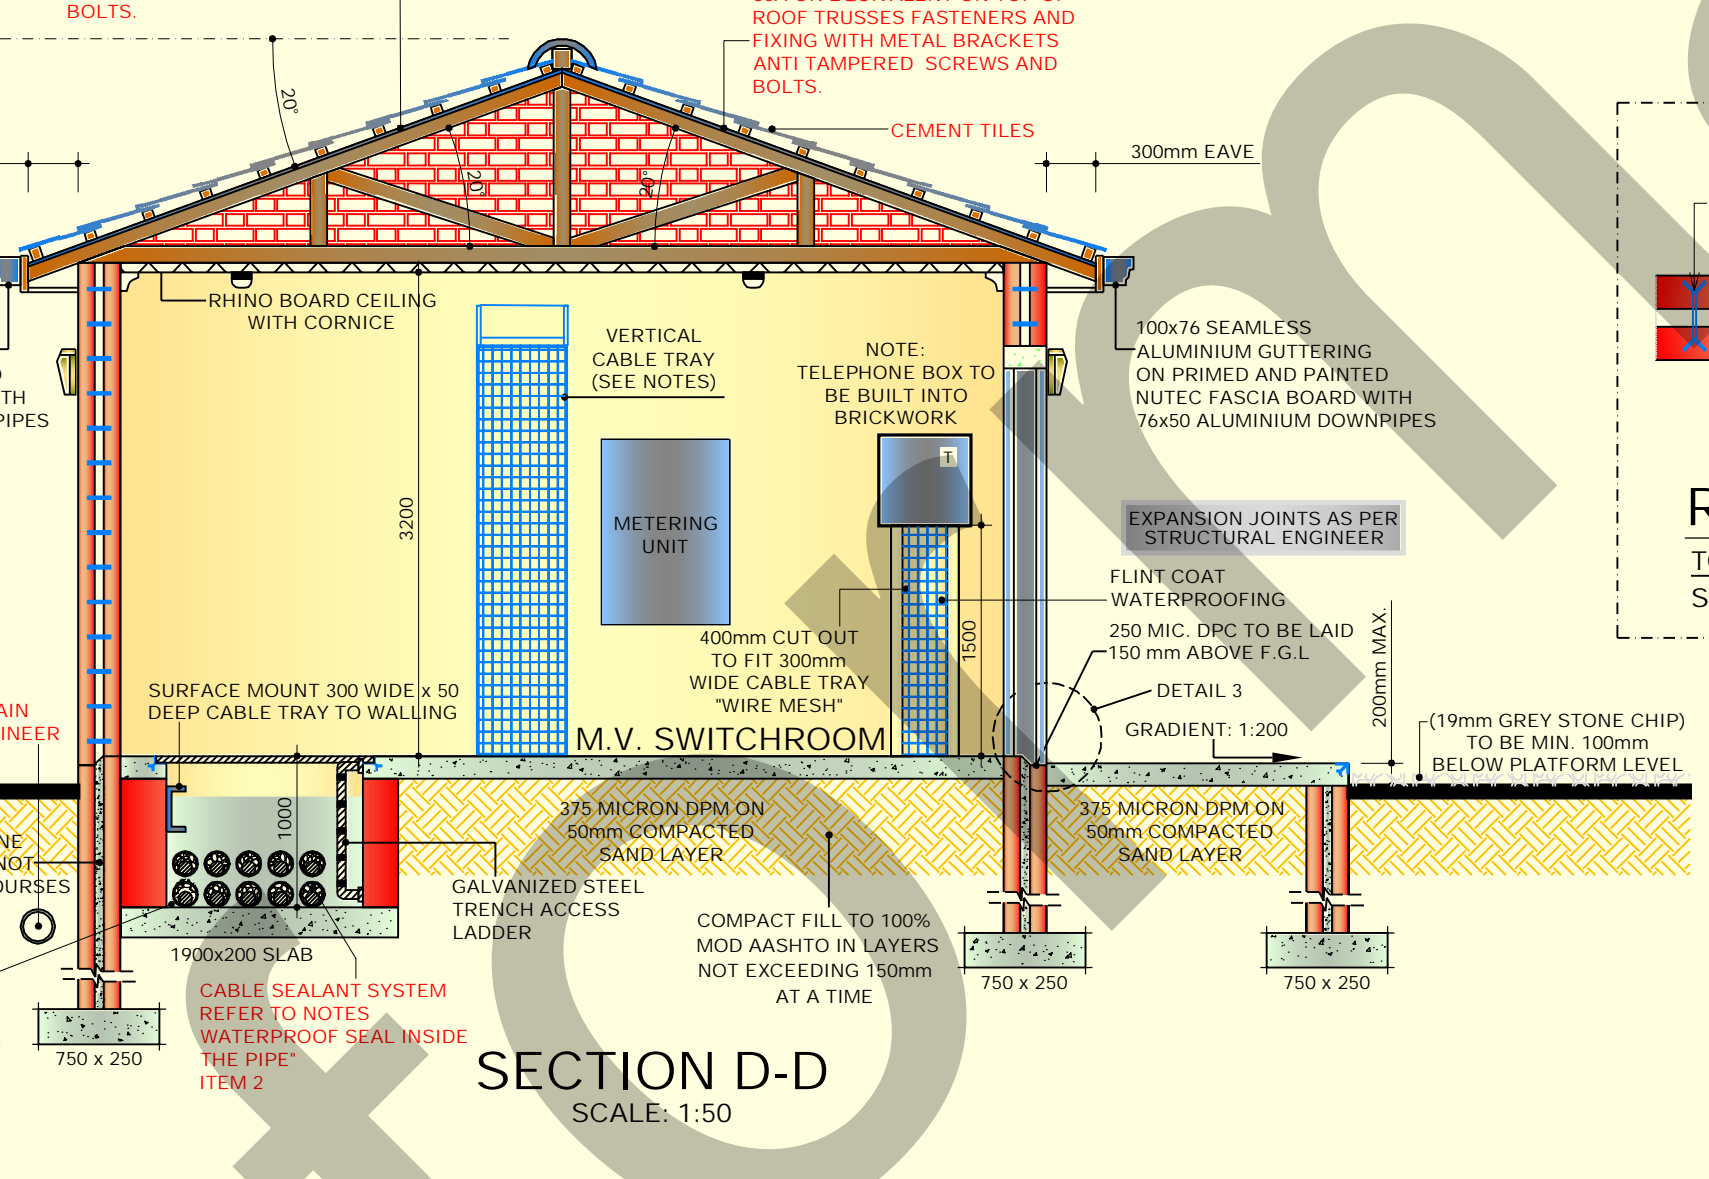 BOLTS.
ROOF TRUSSES FASTENERS AND
FIXING WITH METAL BRACKETS
ANTI TAMPERED SCREWS AND
BOLTS.
20°
CEMENT TILES
300mm EAVE
20°
20°
RHINO BOARD CEILING
WITH CORNICE
VERTICAL
CABLE TRAY
(SEE NOTES)
NOTE:
TELEPHONE BOX TO
BE BUILT INTO
BRICKWORK
100x76 SEAMLESS
ALUMINIUM GUTTERING
ON PRIMED AND PAINTED
NUTEC FASCIA BOARD WITH
76x50 ALUMINIUM DOWNPIPES
TH
PIPES
T
3200
METERING
UNIT
EXPANSION JOINTS AS PER
STRUCTURAL ENGINEER
FLINT COAT
WATERPROOFING
250 MIC. DPC TO BE LAID
150 mm ABOVE F.G.L
DETAIL 3
GRADIENT: 1:200
200mm MAX.
1500
400mm CUT OUT
TO FIT 300mm
WIDE CABLE TRAY
"WIRE MESH"
SURFACE MOUNT 300 WIDE x 50
DEEP CABLE TRAY TO WALLING
M.V. SWITCHROOM
(19mm GREY STONE CHIP)
TO BE MIN. 100mm
BELOW PLATFORM LEVEL
AIN
INEER
R
T
S
1000
375 MICRON DPM ON
50mm COMPACTED
SAND LAYER
375 MICRON DPM ON
50mm COMPACTED
SAND LAYER
NE
NOT
OURSES
GALVANIZED STEEL
TRENCH ACCESS
LADDER
COMPACT FILL TO 100%
MOD AASHTO IN LAYERS
NOT EXCEEDING 150mm
AT A TIME
1900x200 SLAB
750 x 250
750 x 250
750 x 250
CABLE SEALANT SYSTEM
REFER TO NOTES
WATERPROOF SEAL INSIDE
THE PIPE"
ITEM 2
SECTION D-D
SCALE: 1:50